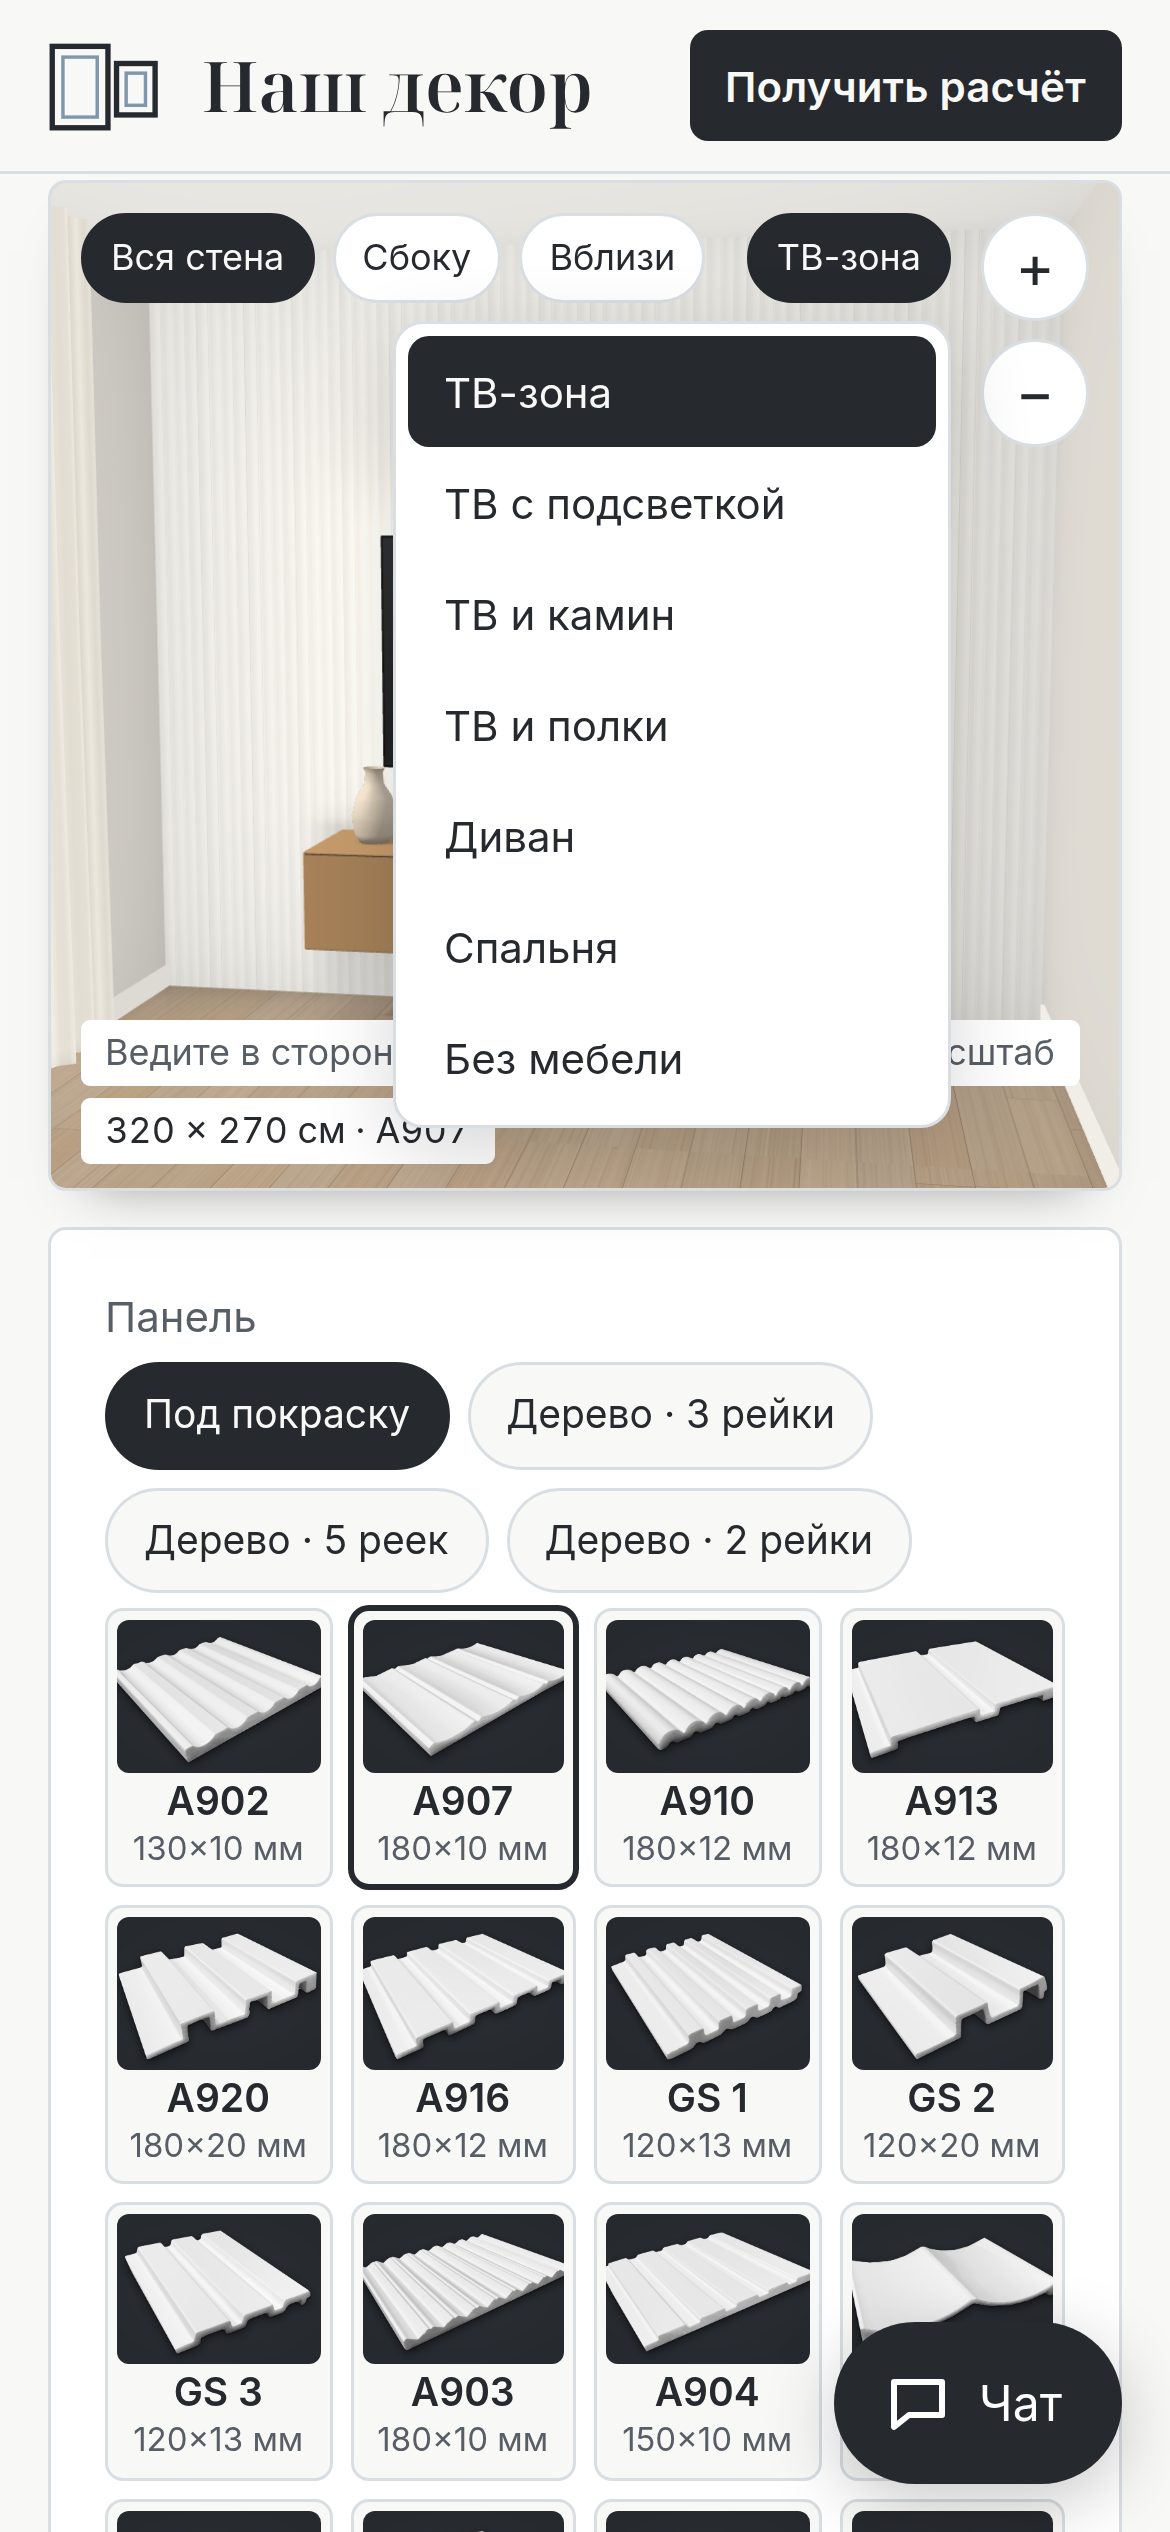 Наш декор
Получить расчёт
Вся стена
Сбоку
Вблизи
ТВ-зона
+
−
ТВ-зона
ТВ с подсветкой
ТВ и камин
ТВ и полки
Диван
Спальня
Без мебели
Ведите в сторон
сштаб
320 × 270 см · A907
Панель
Под покраску
Дерево · 3 рейки
Дерево · 5 реек
Дерево · 2 рейки
A902
130×10 мм
A907
180×10 мм
A910
180×12 мм
A913
180×12 мм
A920
180×20 мм
A916
180×12 мм
GS 1
120×13 мм
GS 2
120×20 мм
GS 3
120×13 мм
A903
180×10 мм
A904
150×10 мм
Чат